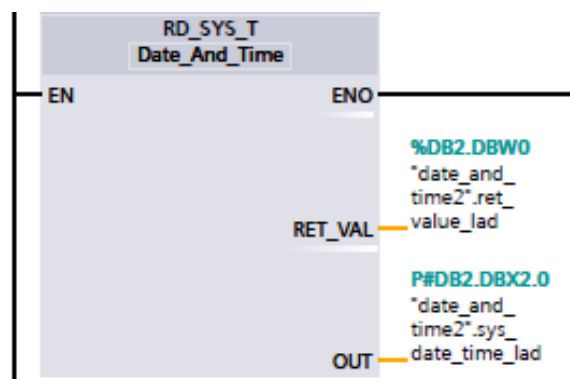 RD_SYS_T
Date_And_Time
EN
ENO
%DB2.DBW0
"date_and_
time2".ret_
value_lad
RET_VAL
P#DB2.DBX2.0
"date_and_
time2".sys_
date_time_lad
OUT